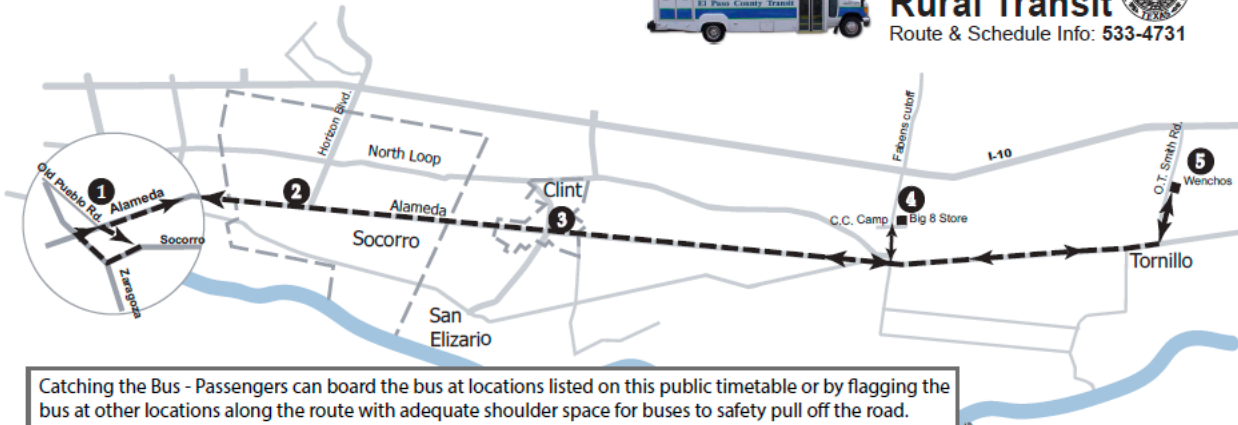 El Paso County Transit
Rural Transit
TEXAS
Route & Schedule Info: 533-4731
Horizon Blvd.
North Loop
Fabens cutoff
I-10
O.T. Smith Rd.
5
Wenchos
Old Pueblo Rd.
1
Alameda
2
Clint
Alameda
3
4
C.C. Camp
Big 8 Store
Socorro
Socorro
Tornillo
Zaragoza
San
Elizario
Catching the Bus - Passengers can board the bus at locations listed on this public timetable or by flagging the
bus at other locations along the route with adequate shoulder space for buses to safety pull off the road.